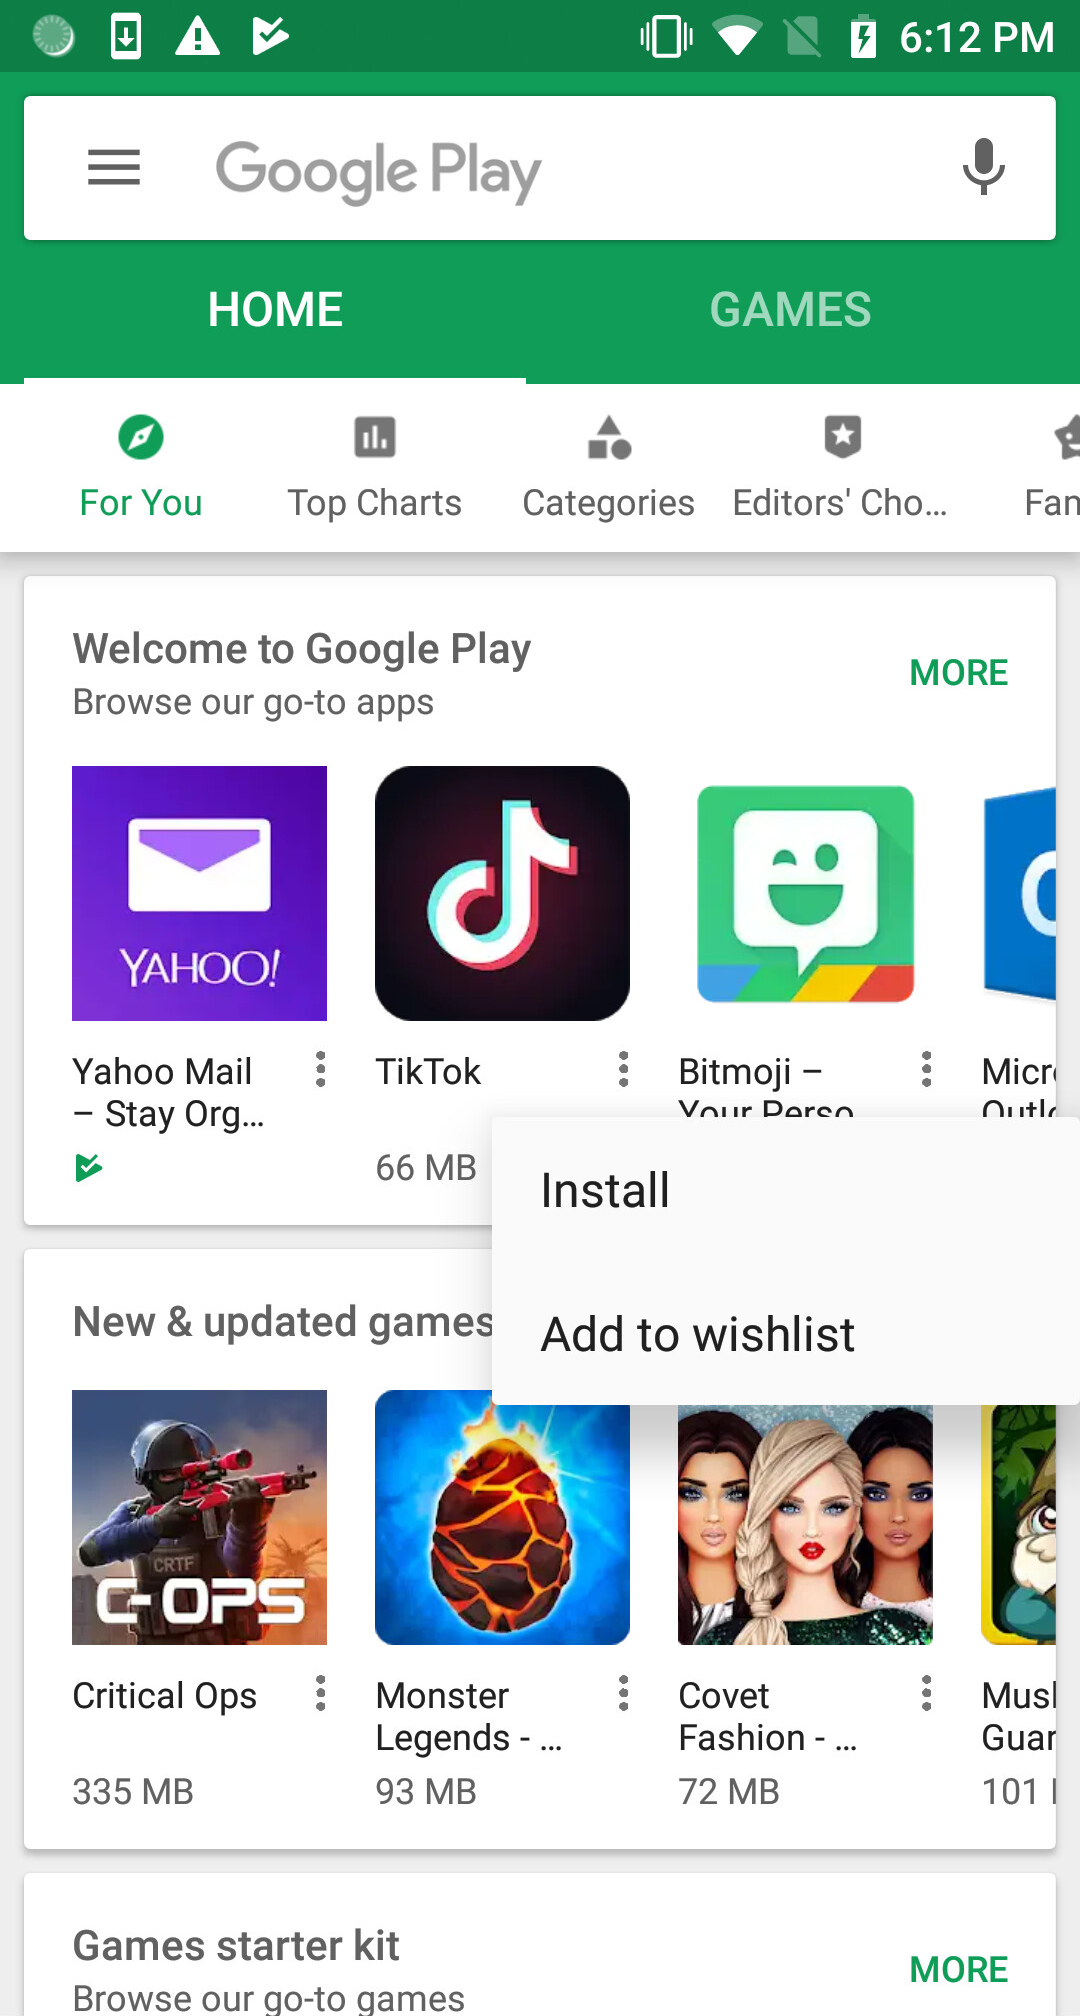 6:12 PM
Google Play
HOME
GAMES
For You
Top Charts
Categories
Editors' Cho...
Fan
Welcome to Google Play
Browse our go-to apps
MORE
YAHOO!
Yahoo Mail
– Stay Org...
TikTok
66 MB
Bitmoji –
Your Perso
Micr
Outlo
Install
Add to wishlist
New & updated games
CRTF
C-OPS
Critical Ops
335 MB
Monster
Legends - ...
93 MB
Covet
Fashion - ...
72 MB
Mus
Guar
101
Games starter kit
Browse our go-to games
MORE